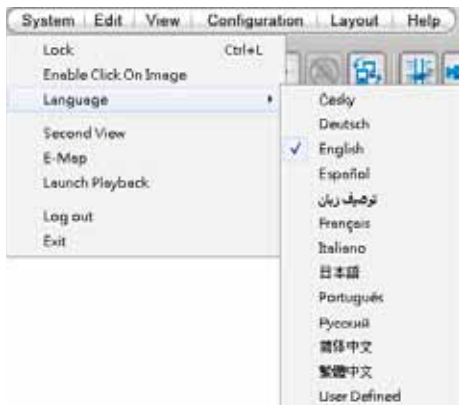 System Edit View Configuration Layout Help
Lock Ctrl+L
Enable Click On Image
Language
Česky
Deutsch
English
Español
توصيف زبان
Français
Italiano
日本語
Português
Русский
简体中文
繁體中文
User Defined
Second View
E-Map
Launch Playback
Log out
Exit